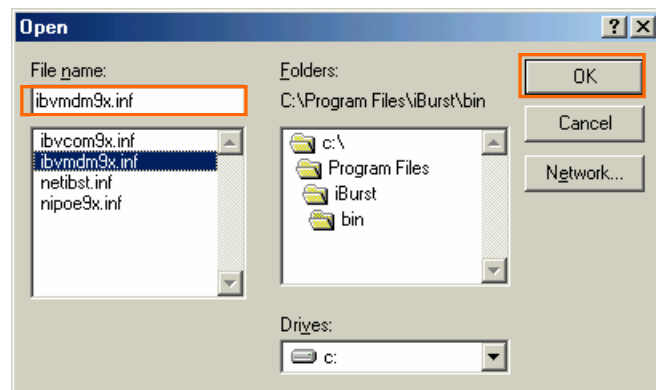 Open
File name:
ibvmdm9x.inf
ibvcom9x.inf
ibvmdm9x.inf
netibst.inf
nipoe9x.inf
Folders:
C:\Program Files\iBurst\bin
c:\
Program Files
iBurst
bin
Drives:
c:
OK
Cancel
Network...